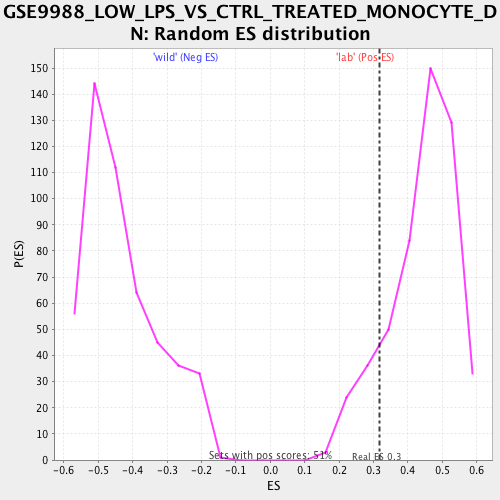 GSE9988_LOW_LPS_VS_CTRL_TREATED_MONOCYTE_D
N: Random ES distribution
'wild' (Neg ES) 'lab' (Pos ES)
150
140
130
120
110
100
90
80
70
60
50
40
30
20
10
0
P(ES)
Sets with pos scores: 51% Real ES 0.3
-0.6 -0.5 -0.4 -0.3 -0.2 -0.1 0.0 0.1 0.2 0.3 0.4 0.5 0.6
ES